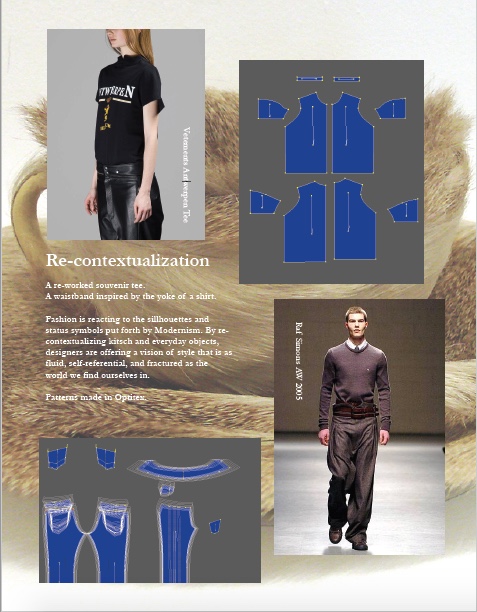 TWERPEN
Vetements Antwerpen Tee
Re-contextualization
A re-worked souvenir tee.
A waistband inspired by the yoke of a shirt.
Fashion is reacting to the sillhouettes and
status symbols put forth by Modernism. By re-
contextualizing kitsch and everyday objects,
designers are offering a vision of style that is as
fluid, self-referential, and fractured as the
world we find ourselves in.
Patterns made in Optitex.
Raf Simons AW 2005